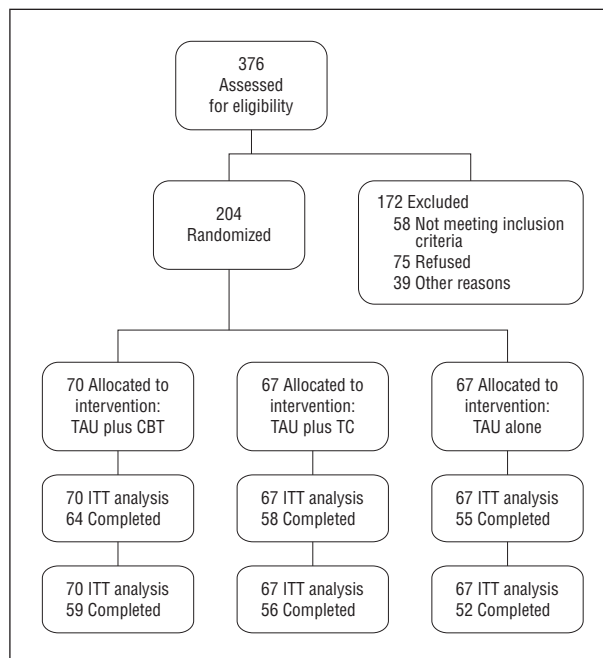 376
Assessed
for eligibility
204
Randomized
172 Excluded
58 Not meeting inclusion
criteria
75 Refused
39 Other reasons
70 Allocated to
intervention:
TAU plus CBT
67 Allocated to
intervention:
TAU plus TC
67 Allocated to
intervention:
TAU alone
70 ITT analysis
64 Completed
67 ITT analysis
58 Completed
67 ITT analysis
55 Completed
70 ITT analysis
59 Completed
67 ITT analysis
56 Completed
67 ITT analysis
52 Completed